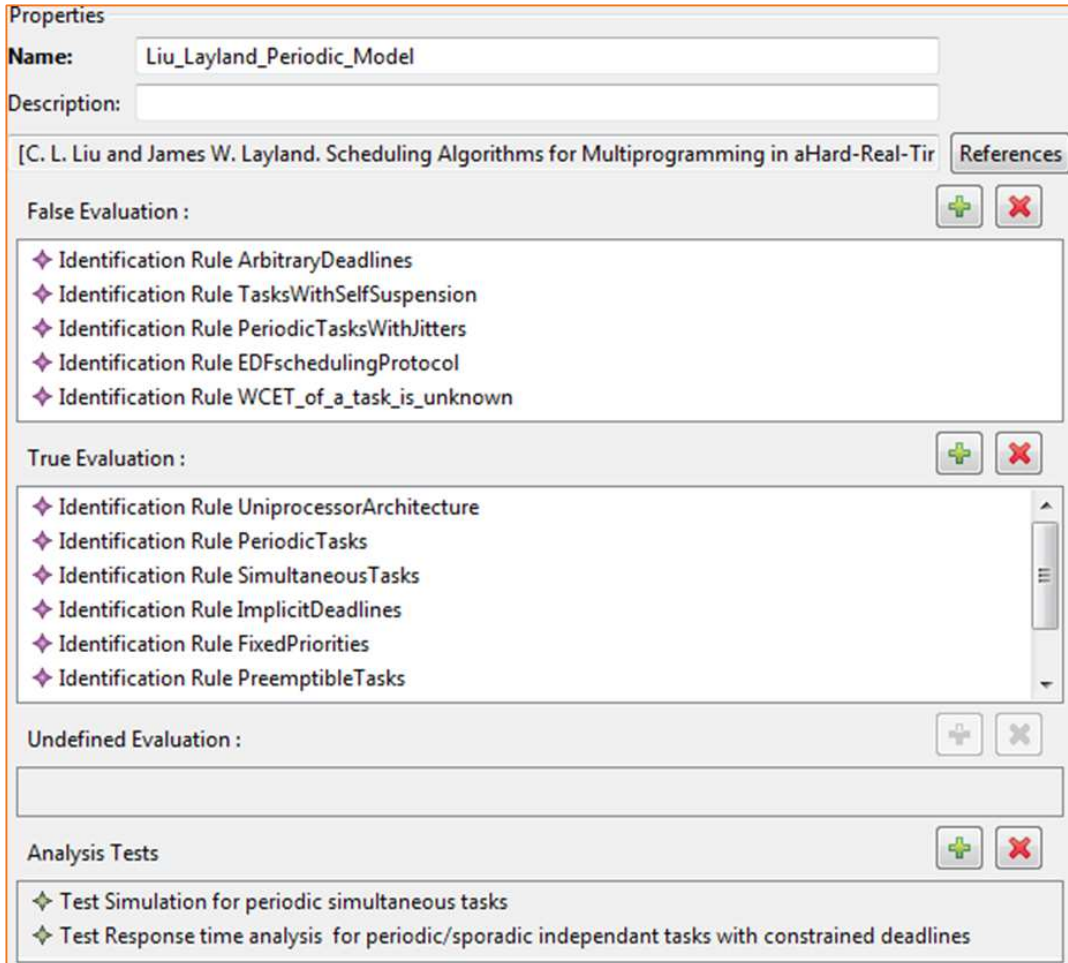 Properties
Name: Liu_Layland_Periodic_Model
Description:
[C. L. Liu and James W. Layland. Scheduling Algorithms for Multiprogramming in aHard-Real-Tir References
False Evaluation :
Identification Rule ArbitraryDeadlines
Identification Rule TasksWithSelfSuspension
Identification Rule PeriodicTasksWithJitters
Identification Rule EDFschedulingProtocol
Identification Rule WCET_of_a_task_is_unknown
True Evaluation :
Identification Rule UniprocessorArchitecture
Identification Rule PeriodicTasks
Identification Rule SimultaneousTasks
Identification Rule ImplicitDeadlines
Identification Rule FixedPriorities
Identification Rule PreemptibleTasks
Undefined Evaluation :
Analysis Tests
Test Simulation for periodic simultaneous tasks
Test Response time analysis for periodic/sporadic independant tasks with constrained deadlines